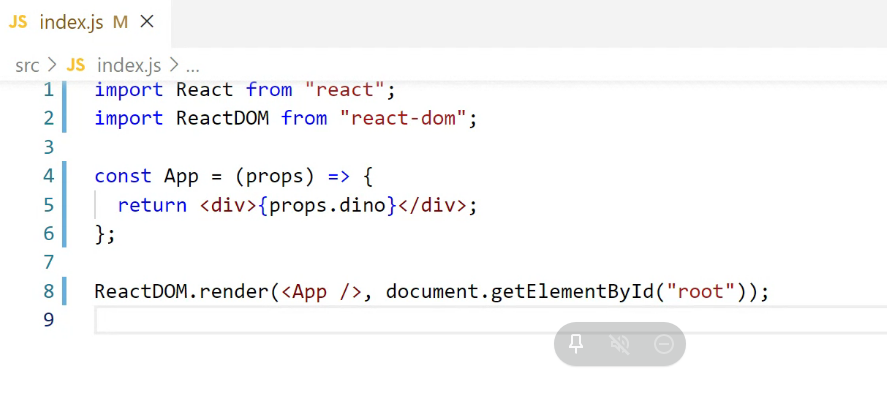 JS index.js M ×
src > JS index.js > ...
1 import React from "react";
2 import ReactDOM from "react-dom";
3
4 const App = (props) => {
5   return <div>{props.dino}</div>;
6 };
7
8 ReactDOM.render(<App />, document.getElementById("root"));
9